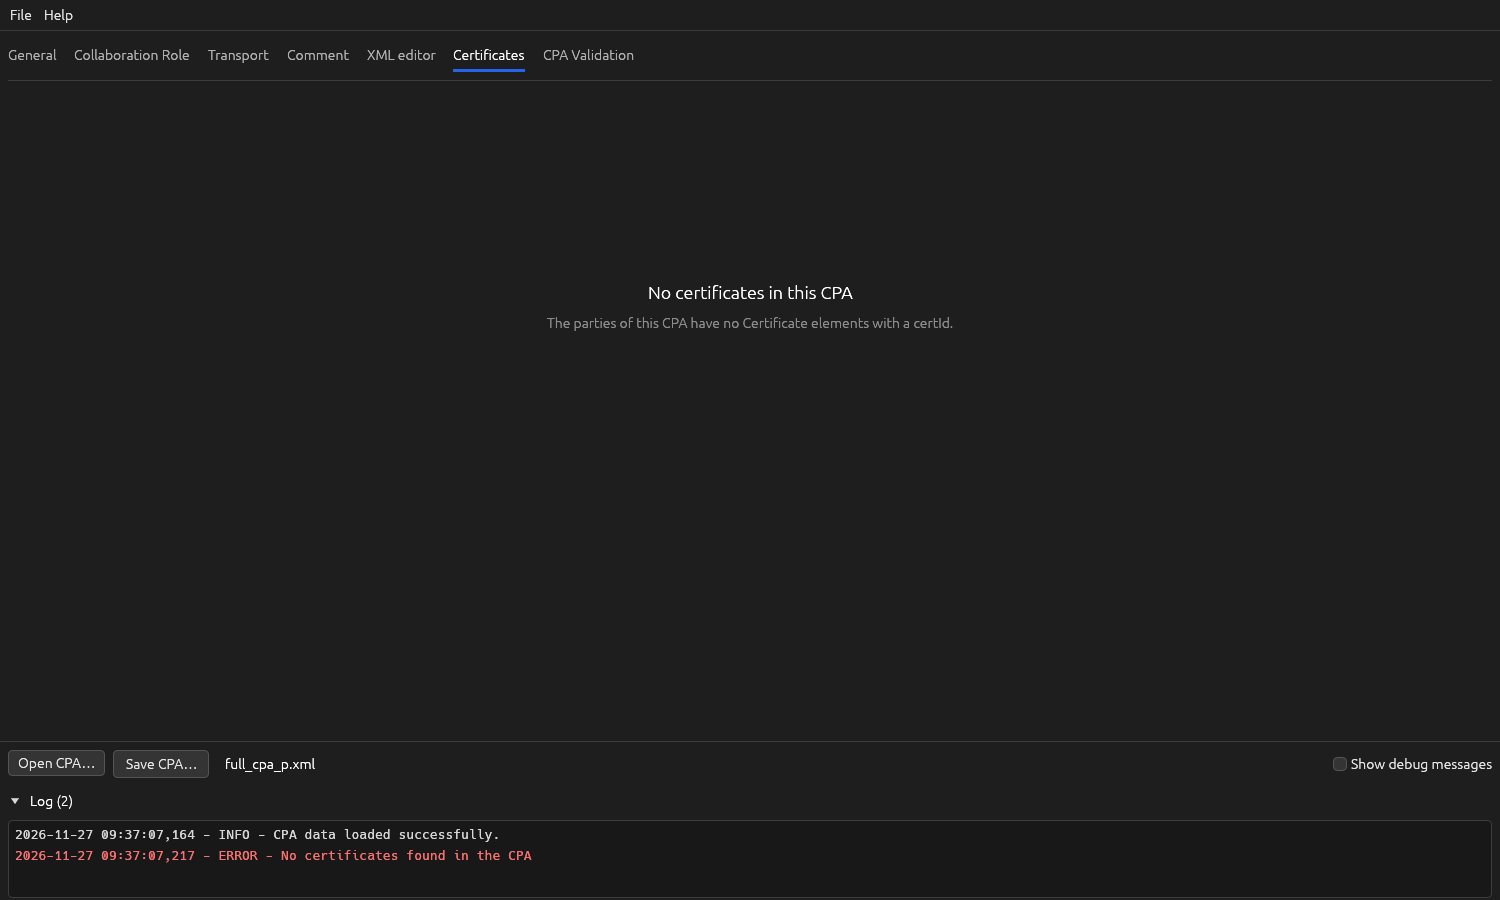 File Help
General Collaboration Role Transport Comment XML editor Certificates CPA Validation
No certificates in this CPA
The parties of this CPA have no Certificate elements with a certId.
Open CPA... Save CPA... full_cpa_p.xml Show debug messages
Log (2)
2026-11-27 09:37:07,164 - INFO - CPA data loaded successfully.
2026-11-27 09:37:07,217 - ERROR - No certificates found in the CPA